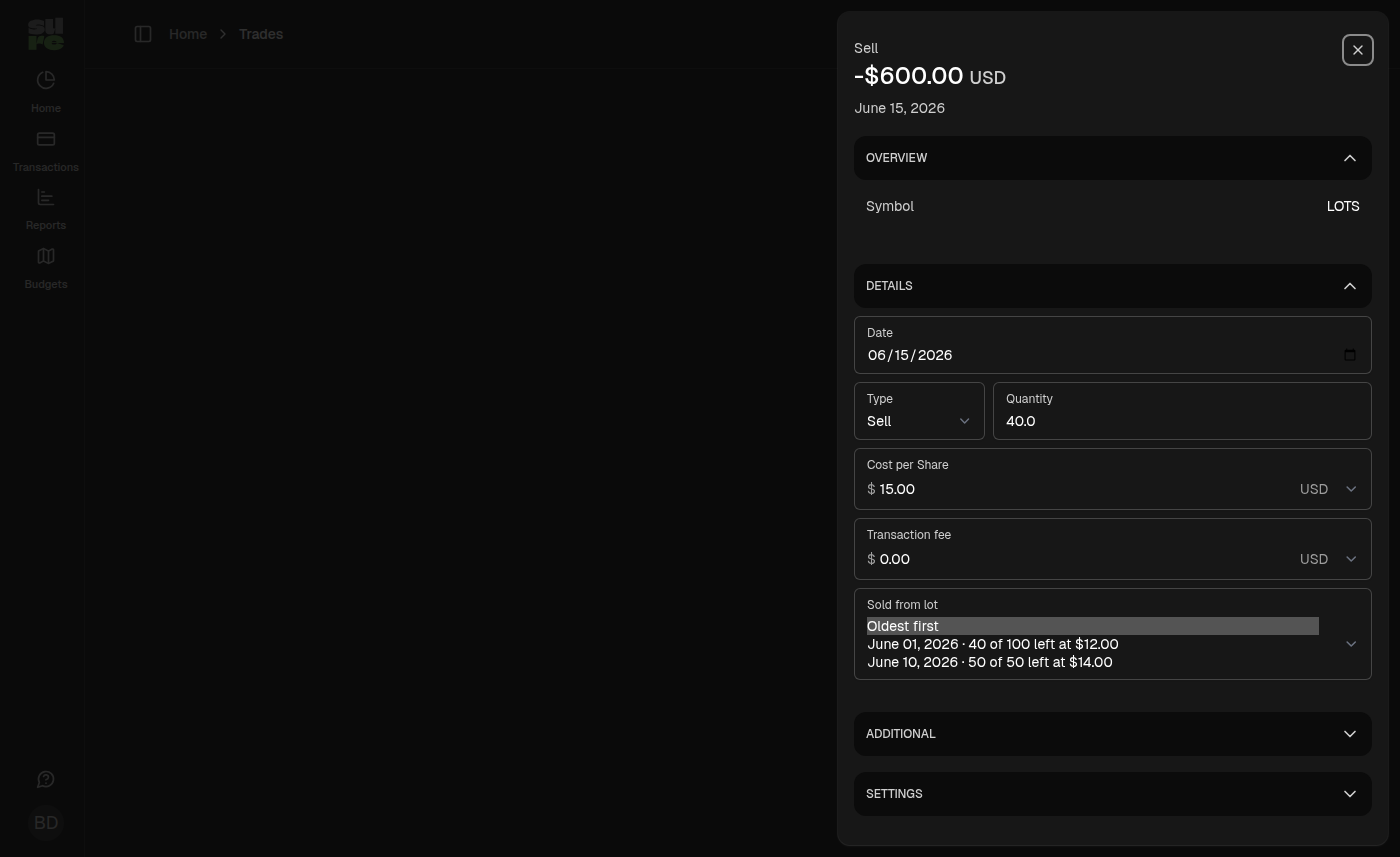 sure
Home
Transactions
Reports
Budgets
BD
Home > Trades
Sell
-$600.00 USD
June 15, 2026
OVERVIEW
Symbol LOTS
DETAILS
Date
06/15/2026
Type
Sell
Quantity
40.0
Cost per Share
$ 15.00 USD
Transaction fee
$ 0.00 USD
Sold from lot
Oldest first
June 01, 2026 · 40 of 100 left at $12.00
June 10, 2026 · 50 of 50 left at $14.00
ADDITIONAL
SETTINGS